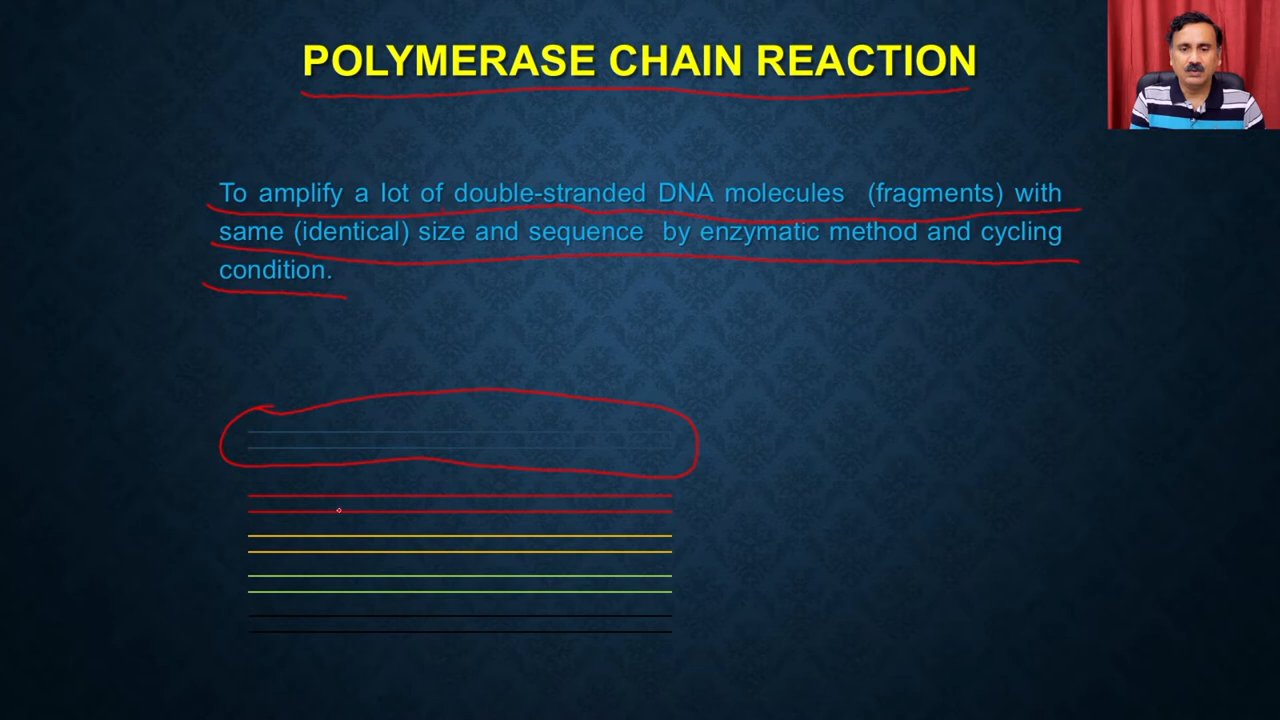 POLYMERASE CHAIN REACTION
To amplify a lot of double-stranded DNA molecules (fragments) with
same (identical) size and sequence by enzymatic method and cycling
condition.